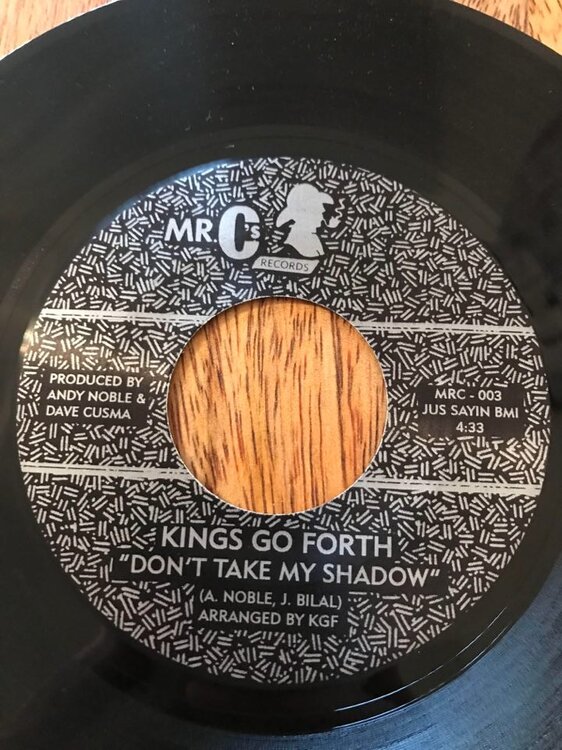 MR C's
RECORDS
PRODUCED BY
ANDY NOBLE &
DAVE CUSMA
MRC - 003
JUS SAYIN BMI
4:33
KINGS GO FORTH
"DON'T TAKE MY SHADOW"
(A. NOBLE, J. BILAL)
ARRANGED BY KGF